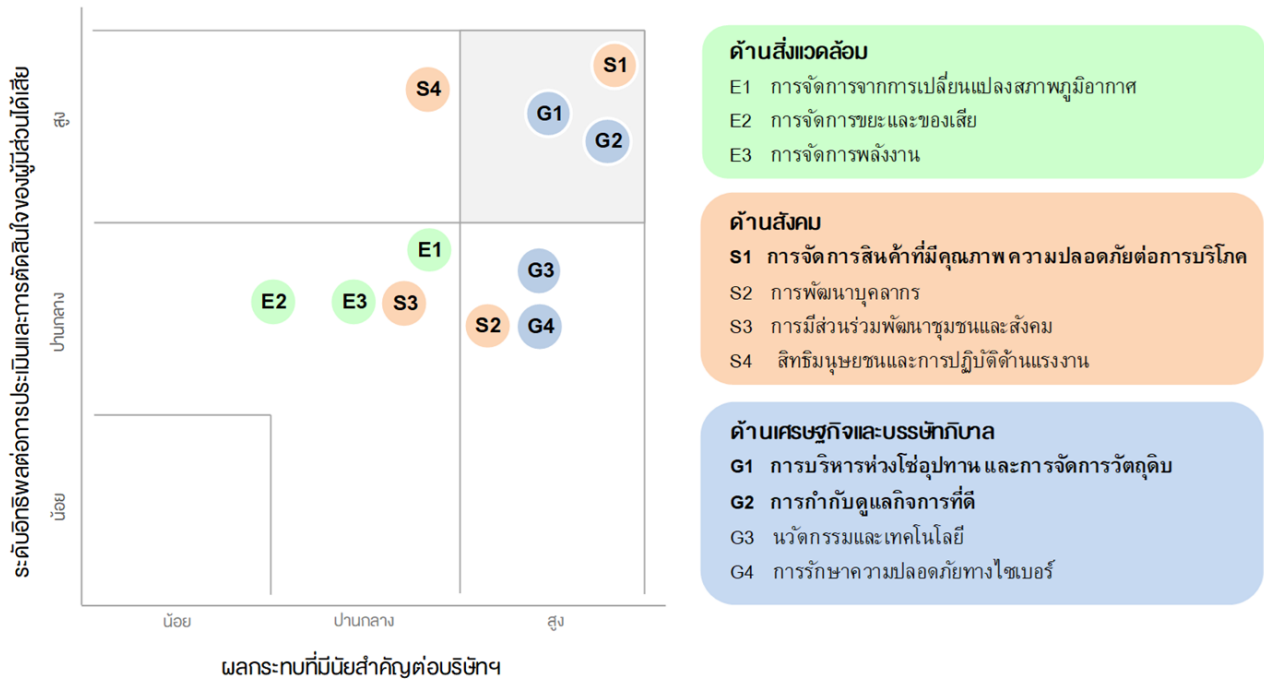 ระดับอิทธิพลต่อการประเมินและการตัดสินใจของผู้มีส่วนได้เสีย
สูง
ปานกลาง
น้อย
S1
S4
G1
G2
E1
G3
E2
E3
S3
S2
G4
น้อย
ปานกลาง
สูง
ผลกระทบที่มีนัยสำคัญต่อบริษัทฯ
ด้านสิ่งแวดล้อม
E1 การจัดการจากการเปลี่ยนแปลงสภาพภูมิอากาศ
E2 การจัดการขยะและของเสีย
E3 การจัดการพลังงาน
ด้านสังคม
S1 การจัดการสินค้าที่มีคุณภาพ ความปลอดภัยต่อการบริโภค
S2 การพัฒนาบุคลากร
S3 การมีส่วนร่วมพัฒนาชุมชนและสังคม
S4 สิทธิมนุษยชนและการปฏิบัติด้านแรงงาน
ด้านเศรษฐกิจและบรรษัทภิบาล
G1 การบริหารห่วงโซ่อุปทาน และการจัดการวัตถุดิบ
G2 การกำกับดูแลกิจการที่ดี
G3 นวัตกรรมและเทคโนโลยี
G4 การรักษาความปลอดภัยทางไซเบอร์